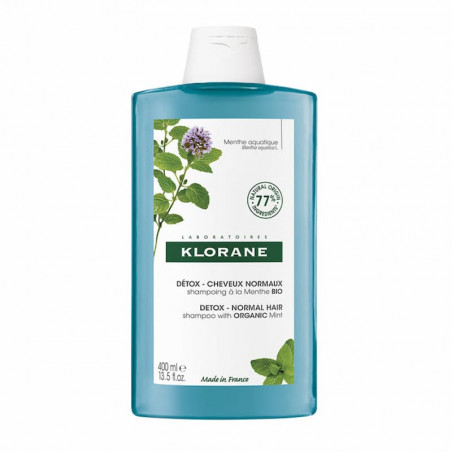 Menthe aquatique
(Mentha aquatica L.)
NATURAL ORIGIN
77%
INGREDIENTS
LABORATOIRES
KLORANE
DÉTOX - CHEVEUX NORMAUX
shampoing à la Menthe BIO
DETOX - NORMAL HAIR
shampoo with ORGANIC Mint
400 ml ℮
13.5 fl.oz.
Made in France